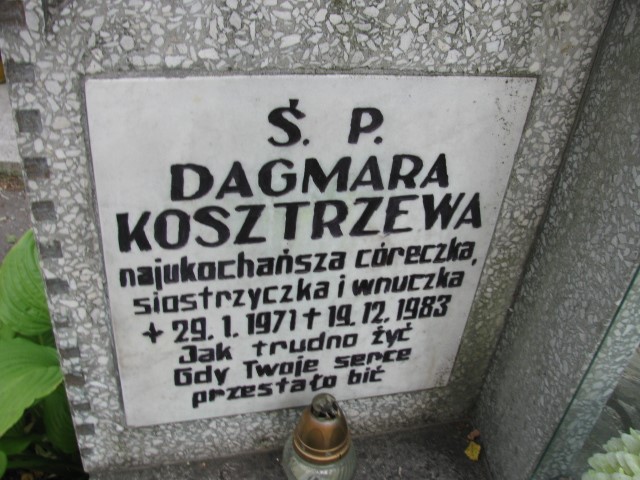 Ś. P.
DAGMARA
KOSZTRZEWA
najukochańsza córeczka,
siostrzyczka i wnuczka
+ 29. 1. 1971 + 19. 12. 1983
Jak trudno żyć
Gdy Twoje serce
przestało bić